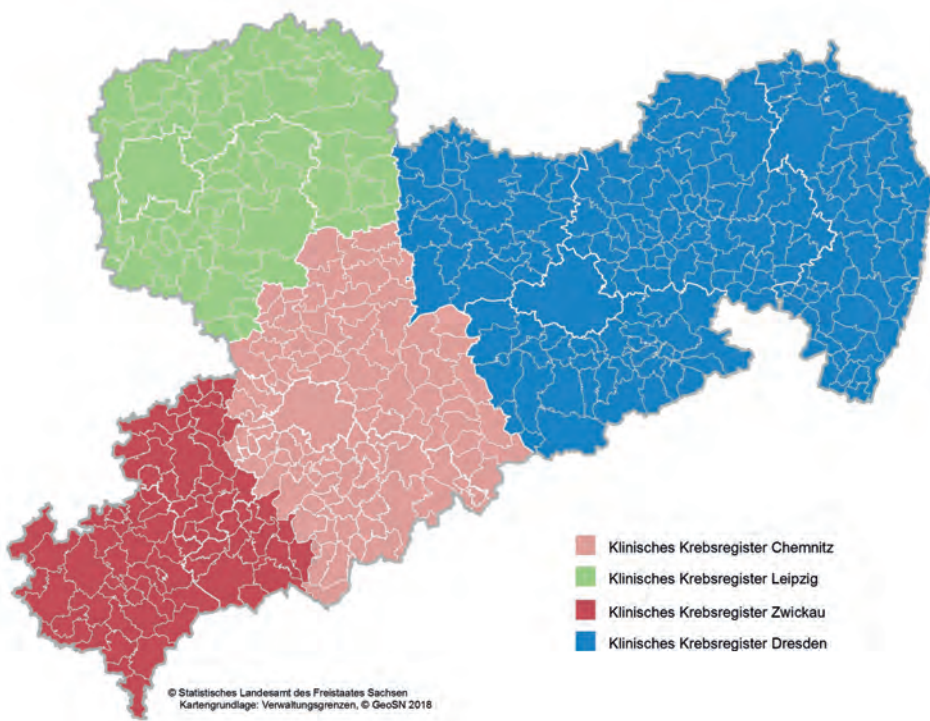 Klinisches Krebsregister Chemnitz
Klinisches Krebsregister Leipzig
Klinisches Krebsregister Zwickau
Klinisches Krebsregister Dresden
© Statistisches Landesamt des Freistaates Sachsen
Kartengrundlage: Verwaltungsgrenzen, © GeoSN 2018